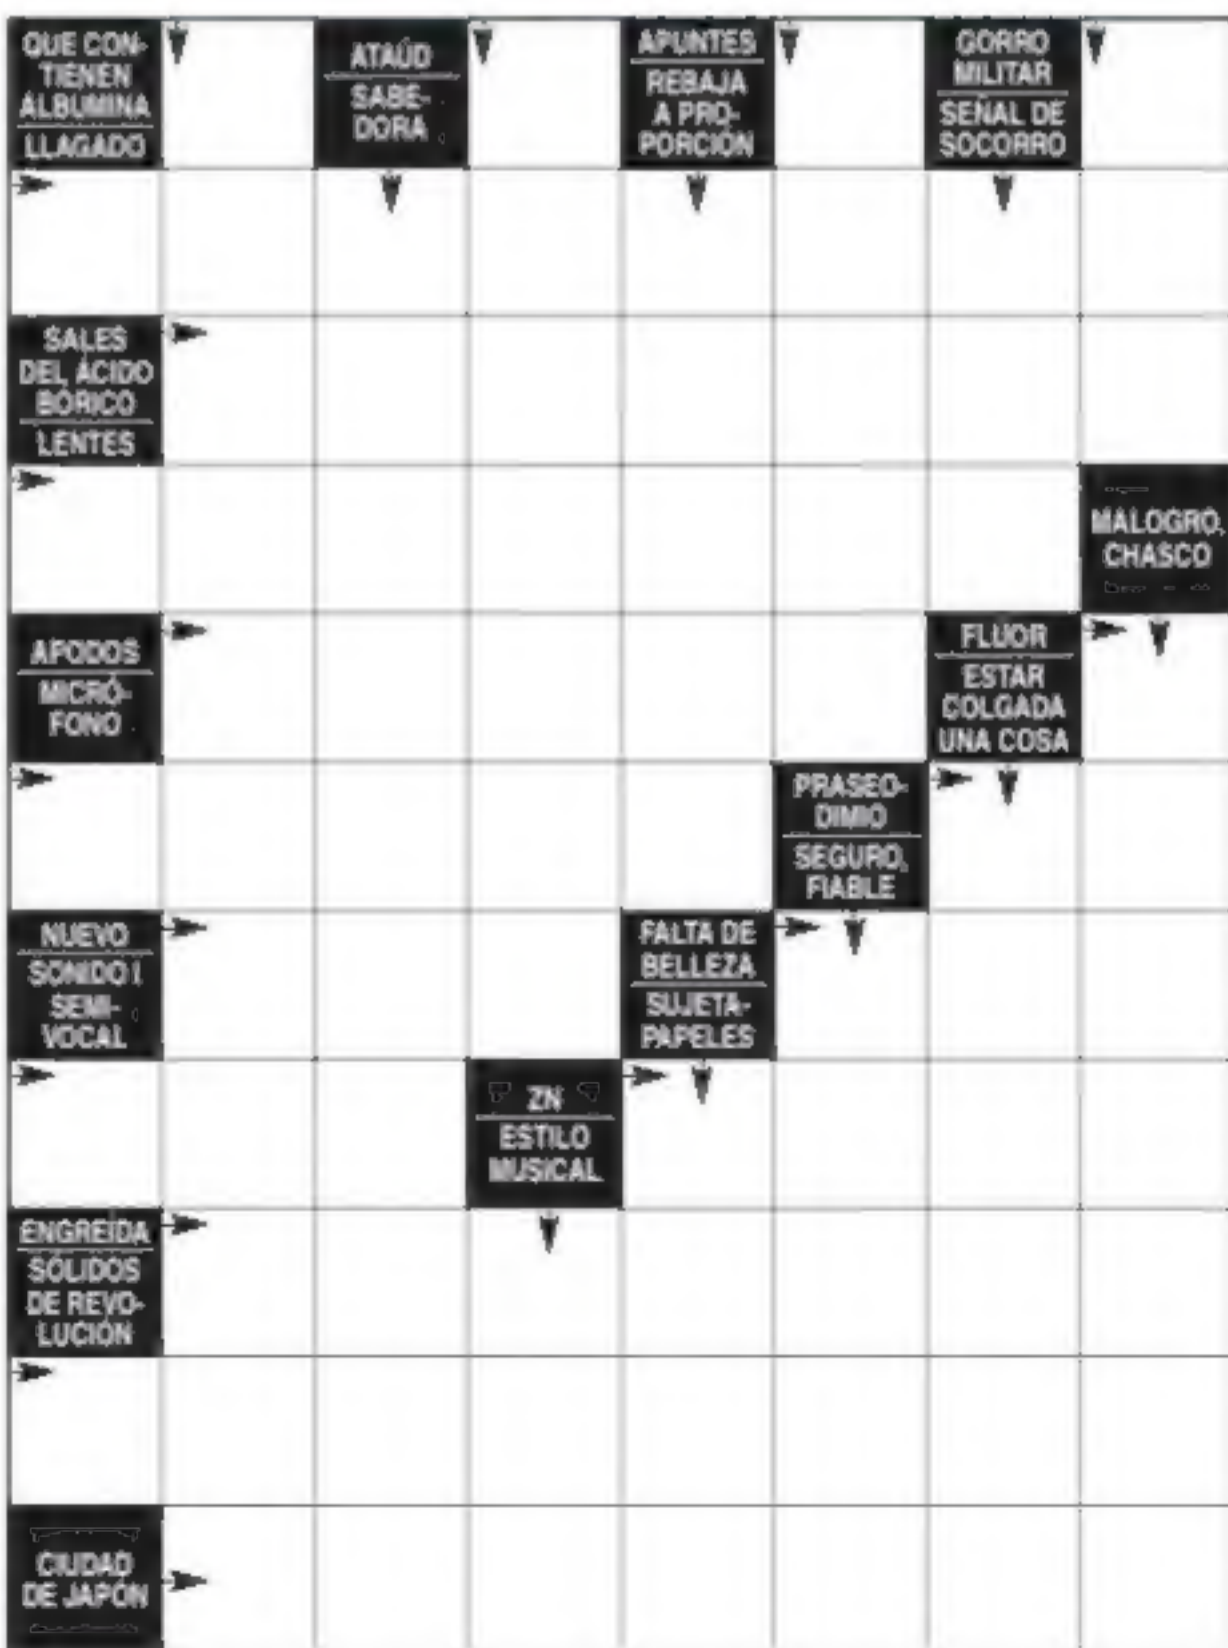 QUE CON-
TIENEN
ALBUMINA
LLAGADO
ATAÚD
SABE-
DORA
APUNTES
REBAJA
A PRO-
PORCIÓN
GORRO
MILITAR
SEÑAL DE
SOCORRO
SALES
DEL ÁCIDO
BÓRICO
LENTES
MALOGRO,
CHASCO
APODOS
MICRÓ-
FONO
FLÚOR
ESTAR
COLGADA
UNA COSA
PRASEO-
DIMIO
SEGURO,
FIABLE
NUEVO
SONIDO I
SEMI-
VOCAL
FALTA DE
BELLEZA
SUJETA-
PAPELES
ZN
ESTILO
MUSICAL
ENGREÍDA
SÓLIDOS
DE REVO-
LUCIÓN
CIUDAD
DE JAPÓN